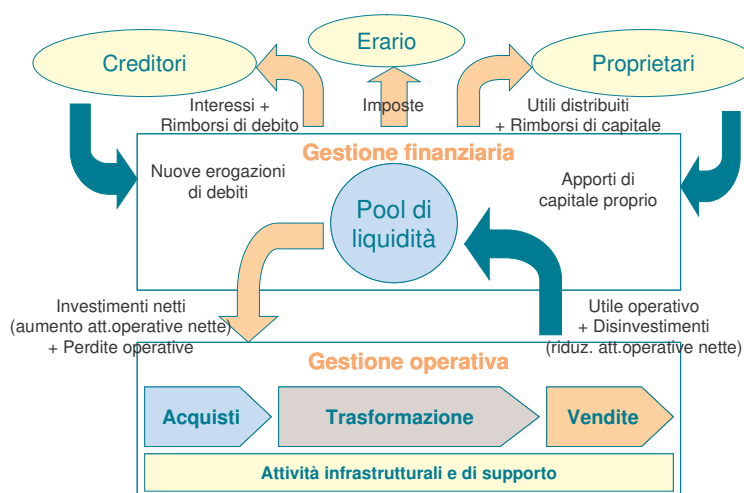 Erario
Creditori
Proprietari
Interessi +
Rimborsi di debito
Imposte
Utili distribuiti
+ Rimborsi di capitale
Gestione finanziaria
Nuove erogazioni
di debiti
Apporti di
capitale proprio
Pool di
liquidità
Investimenti netti
(aumento att.operative nette)
+ Perdite operative
Utile operativo
+ Disinvestimenti
(riduz. att.operative nette)
Gestione operativa
Acquisti
Trasformazione
Vendite
Attività infrastrutturali e di supporto